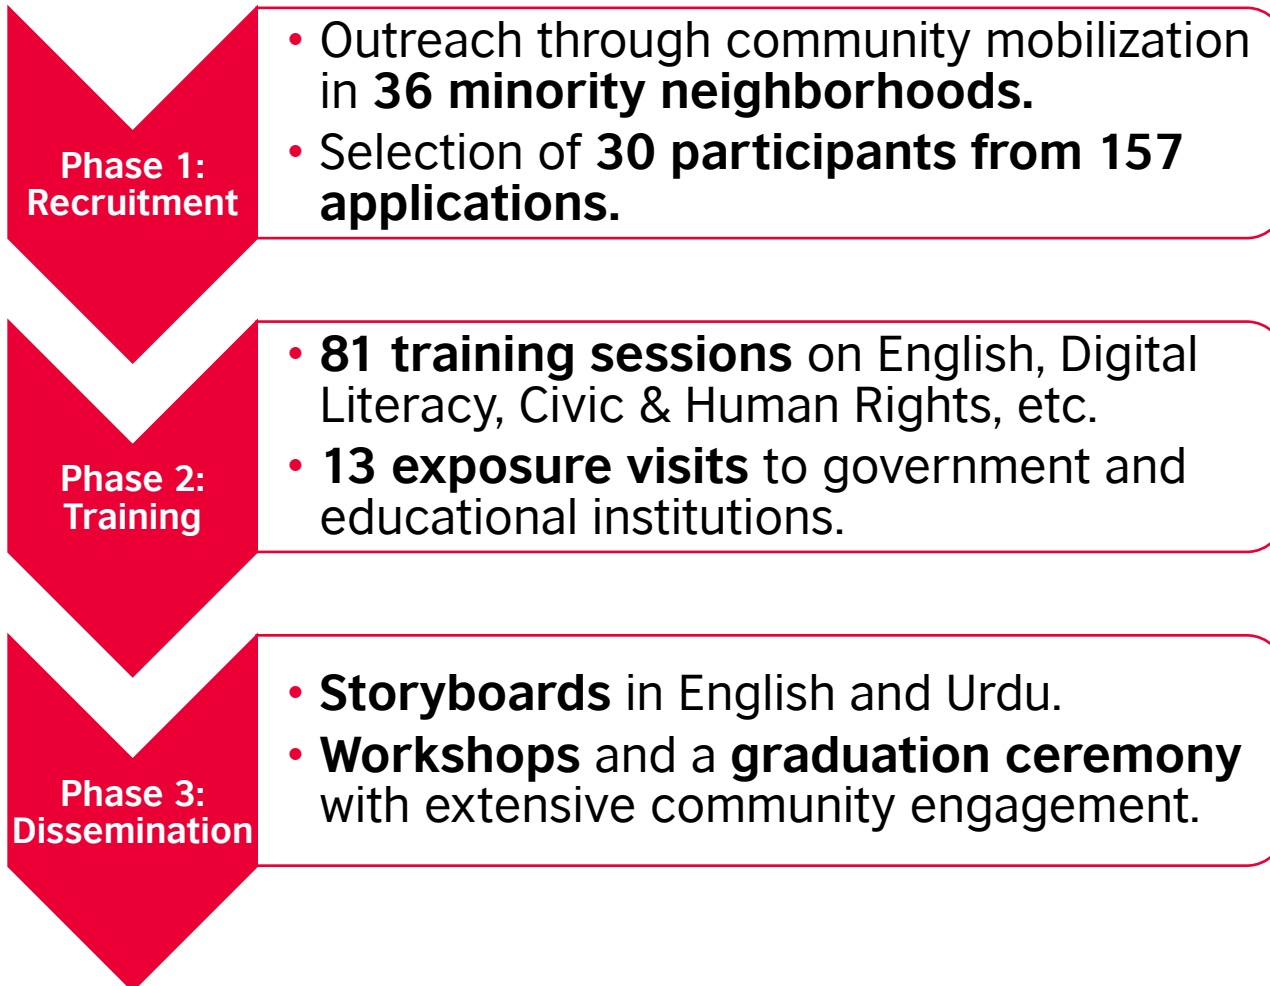 Phase 1:
Recruitment
• Outreach through community mobilization
in 36 minority neighborhoods.
• Selection of 30 participants from 157
applications.
Phase 2:
Training
• 81 training sessions on English, Digital
Literacy, Civic & Human Rights, etc.
• 13 exposure visits to government and
educational institutions.
Phase 3:
Dissemination
• Storyboards in English and Urdu.
• Workshops and a graduation ceremony
with extensive community engagement.